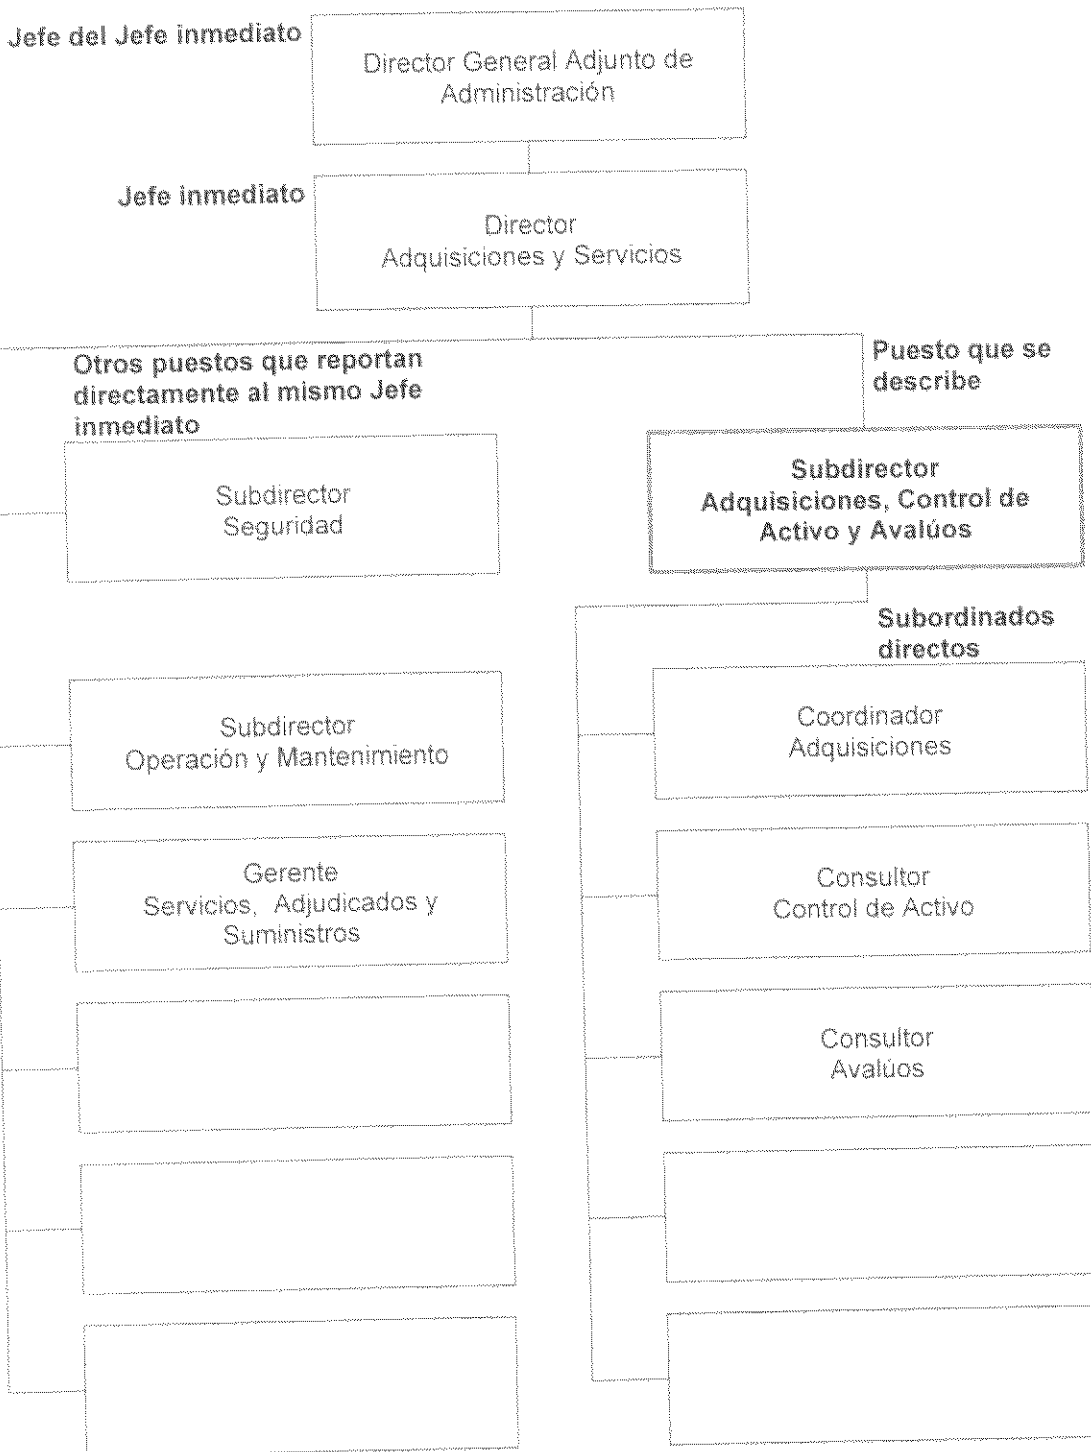 Jefe del Jefe inmediato
Director General Adjunto de
Administración
Jefe inmediato
Director
Adquisiciones y Servicios
Otros puestos que reportan
directamente al mismo Jefe
inmediato
Puesto que se
describe
Subdirector
Seguridad
Subdirector
Adquisiciones, Control de
Activo y Avalúos
Subordinados
directos
Subdirector
Operación y Mantenimiento
Coordinador
Adquisiciones
Gerente
Servicios, Adjudicados y
Suministros
Consultor
Control de Activo
Consultor
Avalúos